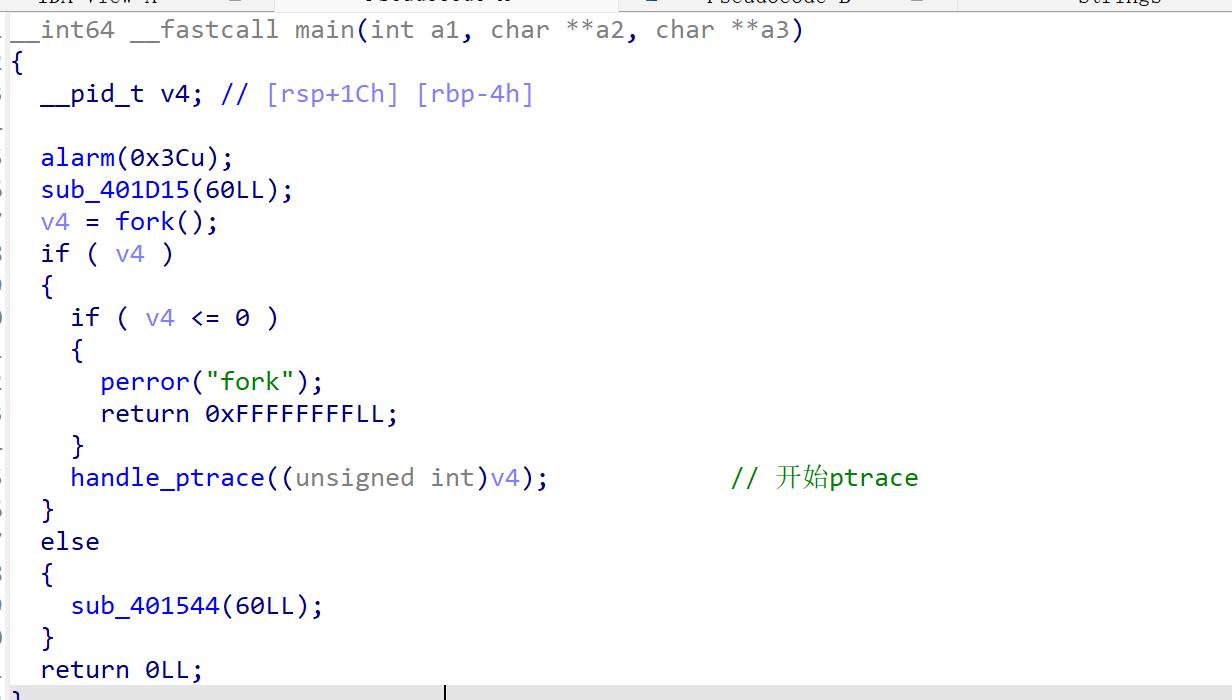 __int64 __fastcall main(int a1, char **a2, char **a3)
{
  __pid_t v4; // [rsp+1Ch] [rbp-4h]
  alarm(0x3Cu);
  sub_401D15(60LL);
  v4 = fork();
  if ( v4 )
  {
    if ( v4 <= 0 )
    {
      perror("fork");
      return 0xFFFFFFFFLL;
    }
    handle_ptrace((unsigned int)v4);            // 开始ptrace
  }
  else
  {
    sub_401544(60LL);
  }
  return 0LL;
}